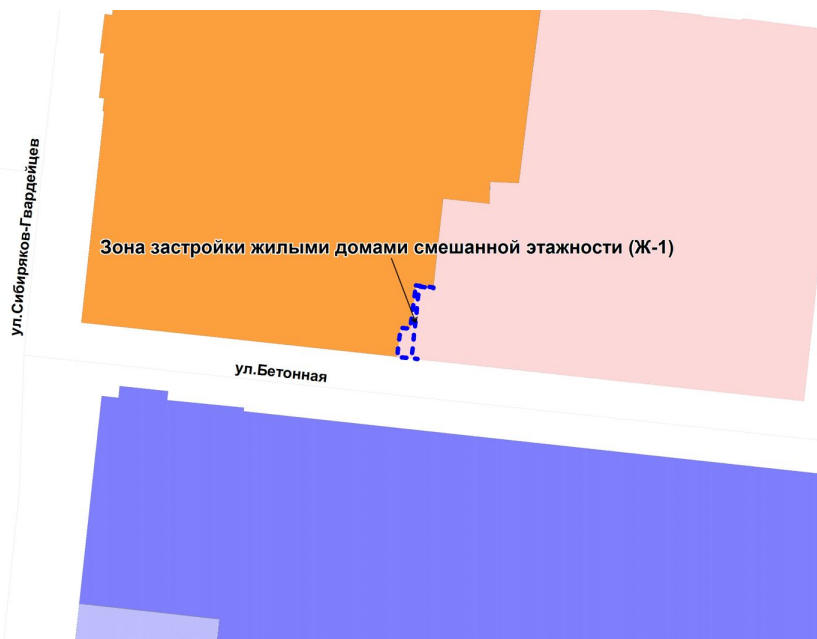 ул.Сибиряков-Гвардейцев
Зона застройки жилыми домами смешанной этажности (Ж-1)
ул.Бетонная